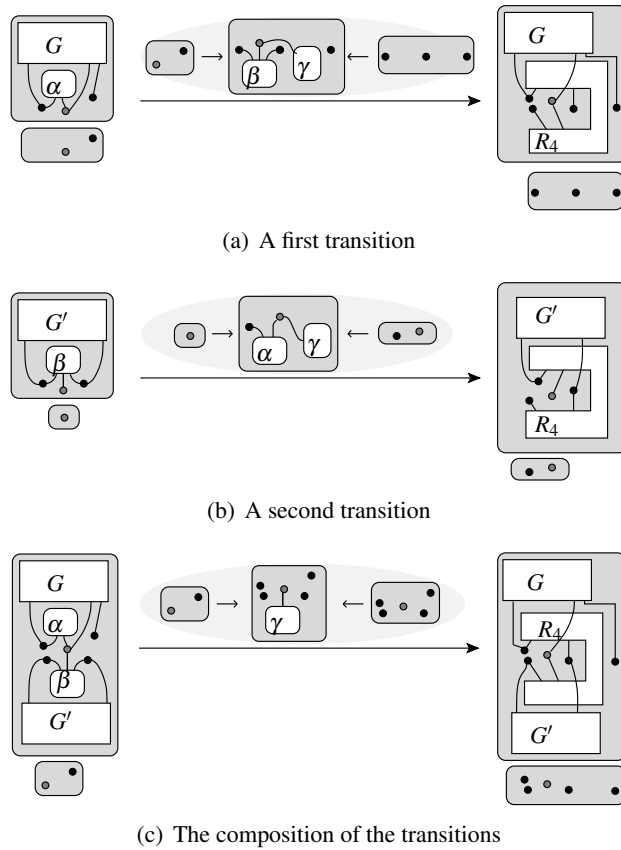 G
α
β
γ
G
R₄
(a) A first transition
G′
β
α
γ
G′
R₄
(b) A second transition
G
α
β
G′
γ
G
R₄
G′
(c) The composition of the transitions